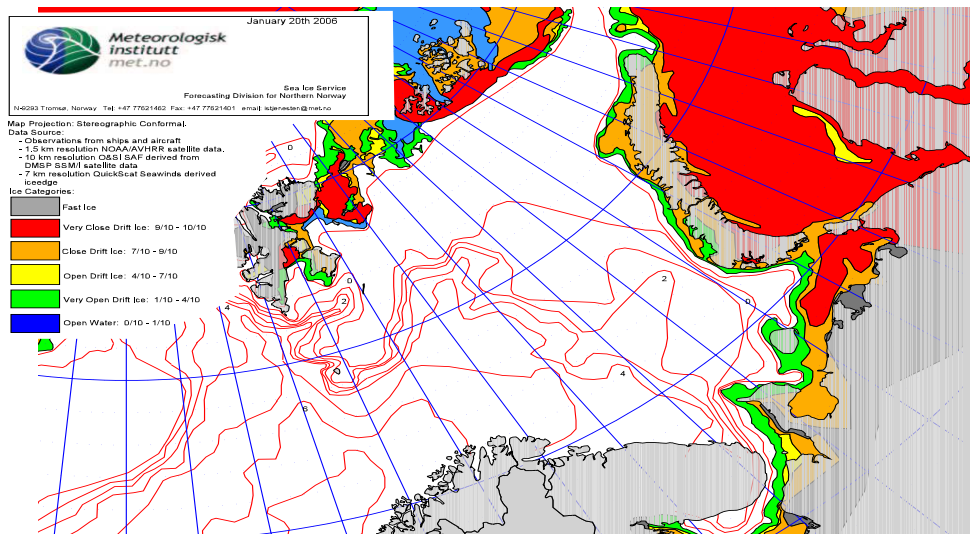 January 20th 2006
Meteorologisk
institutt
met.no
Sea Ice Service
Forecasting Division for Northern Norway
N-9293 Tromsø, Norway Tel: +47 77621462 Fax: +47 77621401 email: istjenesten@met.no
Map Projection: Stereographic Conformal.
Data Source:
- Observations from ships and aircraft
- 1.5 km resolution NOAA/AVHRR satellite data.
- 10 km resolution O&SI SAF derived from
DMSP SSM/I satellite data
- 7 km resolution QuickScat Seawinds derived
iceedge
Ice Categories:
Fast Ice
Very Close Drift Ice: 9/10 - 10/10
Close Drift Ice: 7/10 - 9/10
Open Drift Ice: 4/10 - 7/10
Very Open Drift Ice: 1/10 - 4/10
Open Water: 0/10 - 1/10
0
0
2
4
2
0
0
4
6